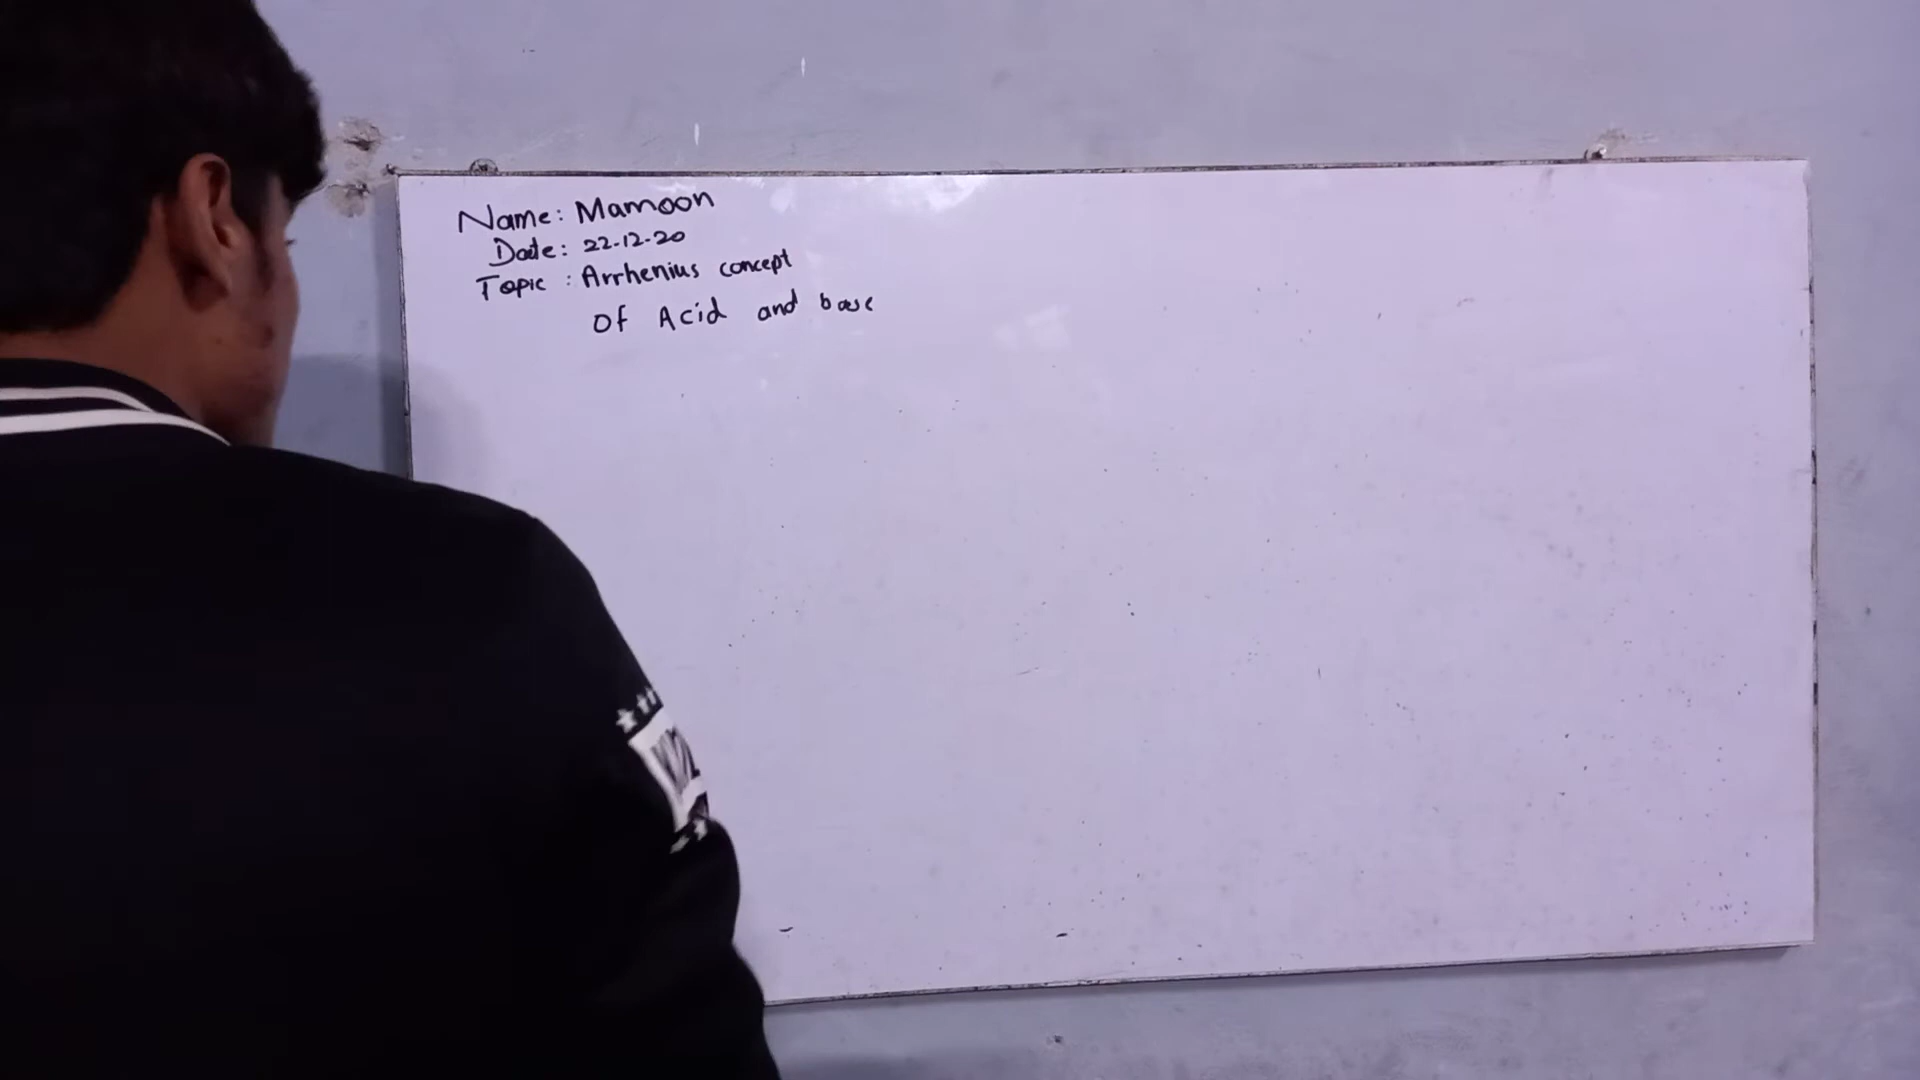 Name: Mamoon
Date: 22-12-20
Topic : Arrhenius concept
Of Acid and base